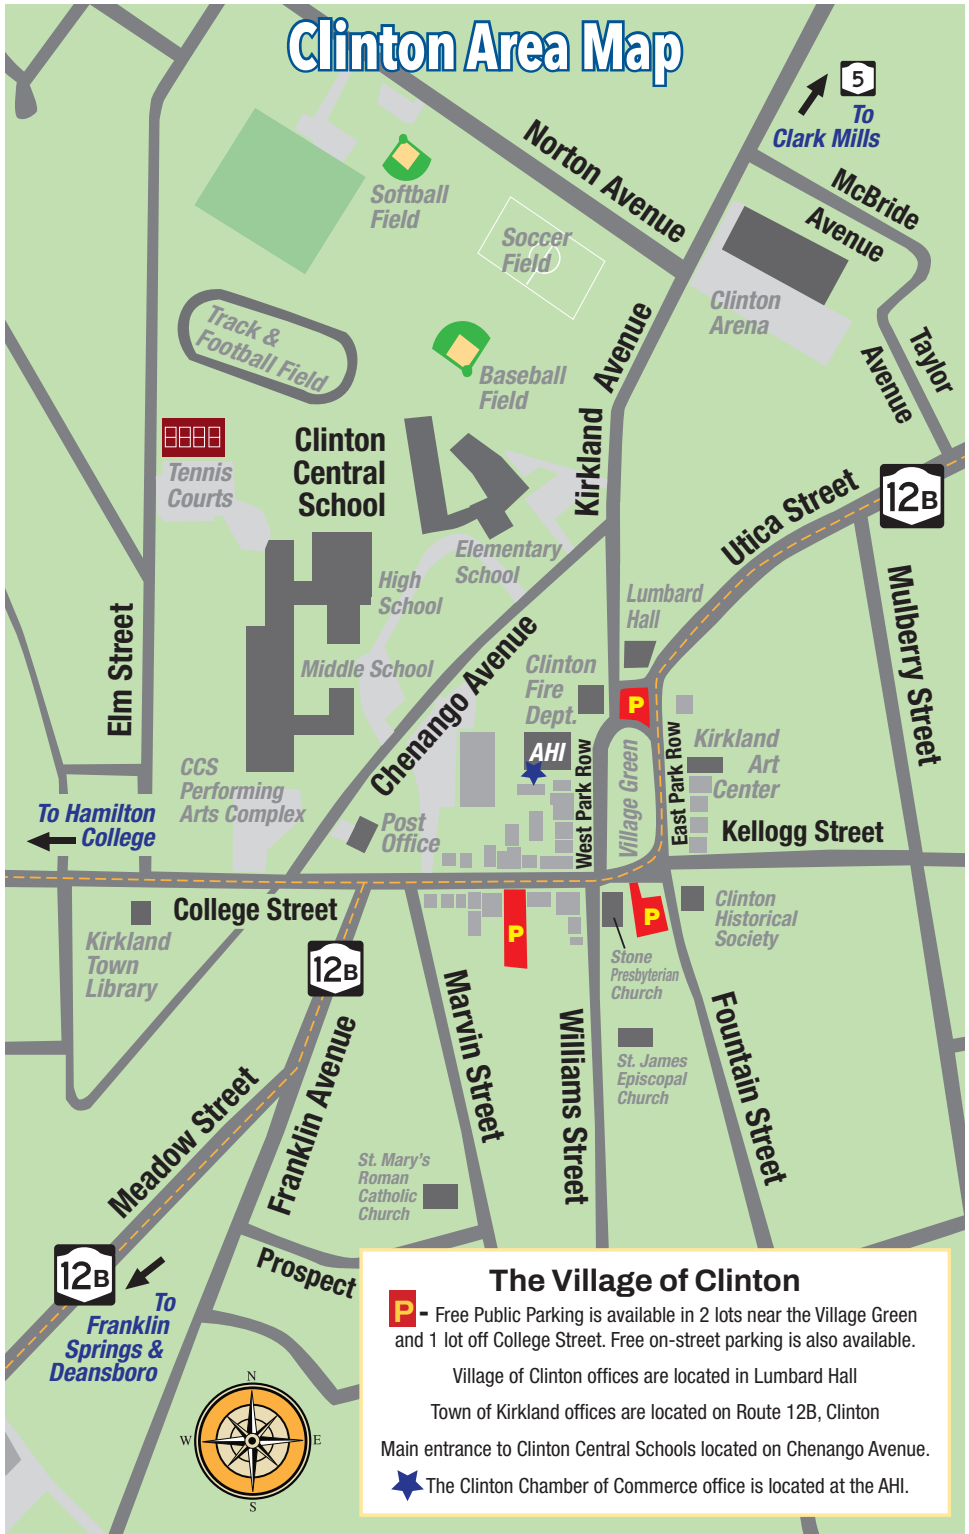 Clinton Area Map
5
To
Clark Mills
Norton Avenue
McBride
Avenue
Softball
Field
Soccer
Field
Clinton
Arena
Track &
Football Field
Kirkland
Avenue
Taylor
Avenue
Baseball
Field
Clinton
Central
School
Tennis
Courts
12B
Utica Street
Elementary
School
High
School
Lumbard
Hall
Mulberry Street
Elm Street
Middle School
Chenango Avenue
Clinton
Fire
Dept.
P
AHI
West Park Row
Village Green
East Park Row
Kirkland
Art
Center
CCS
Performing
Arts Complex
To Hamilton
College
Post
Office
Kellogg Street
College Street
Kirkland
Town
Library
P
P
Clinton
Historical
Society
12B
Stone
Presbyterian
Church
Marvin Street
Williams Street
Fountain Street
Franklin Avenue
Meadow Street
St. James
Episcopal
Church
St. Mary's
Roman
Catholic
Church
12B
Prospect
To
Franklin
Springs &
Deansboro
N
W
E
S
The Village of Clinton
P - Free Public Parking is available in 2 lots near the Village Green
and 1 lot off College Street. Free on-street parking is also available.
Village of Clinton offices are located in Lumbard Hall
Town of Kirkland offices are located on Route 12B, Clinton
Main entrance to Clinton Central Schools located on Chenango Avenue.
The Clinton Chamber of Commerce office is located at the AHI.